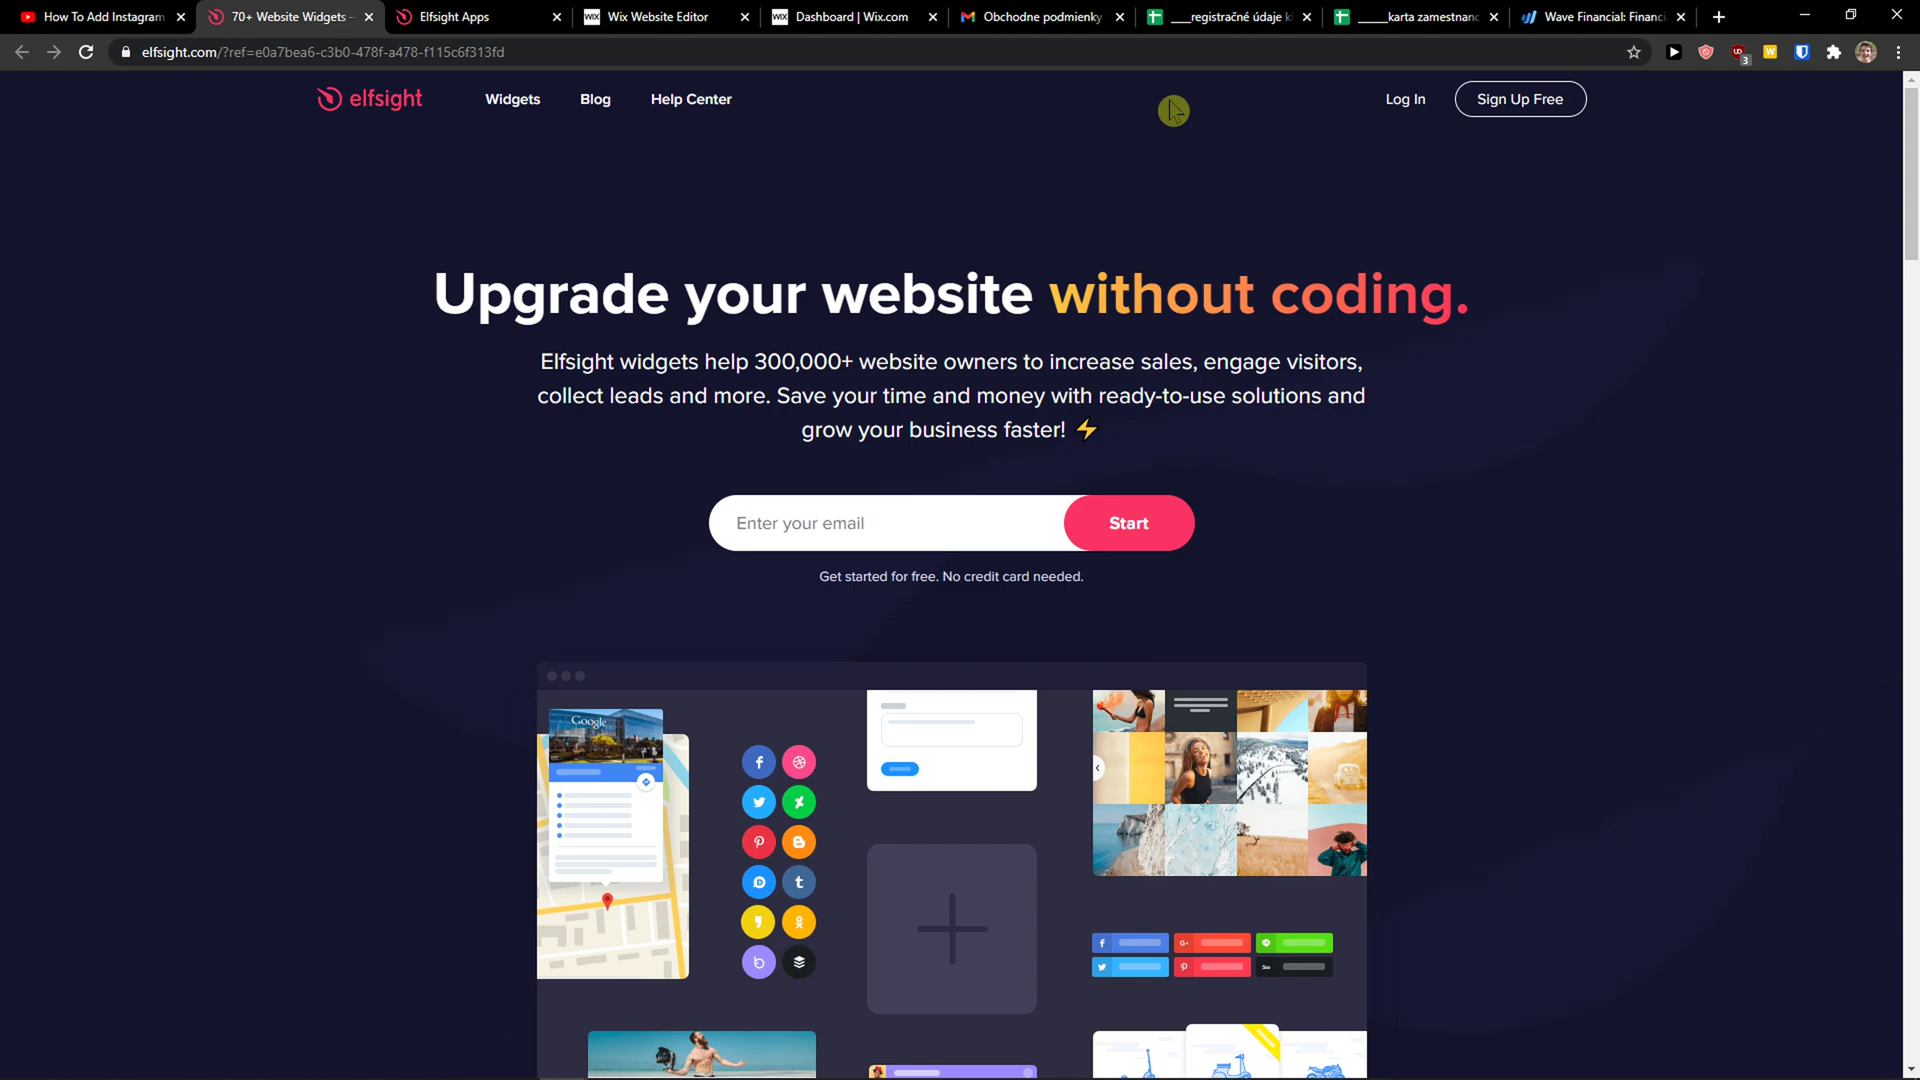 How To Add Instagram
70+ Website Widgets –
Elfsight Apps
Wix Website Editor
Dashboard | Wix.com
Obchodne podmienky
___registračné údaje k
_____karta zamestnanc
Wave Financial: Financi
elfsight.com/?ref=e0a7bea6-c3b0-478f-a478-f115c6f313fd
3
elfsight
Widgets
Blog
Help Center
Log In
Sign Up Free
Upgrade your website without coding.
Elfsight widgets help 300,000+ website owners to increase sales, engage visitors,
collect leads and more. Save your time and money with ready-to-use solutions and
grow your business faster! ⚡
Enter your email
Start
Get started for free. No credit card needed.
Google